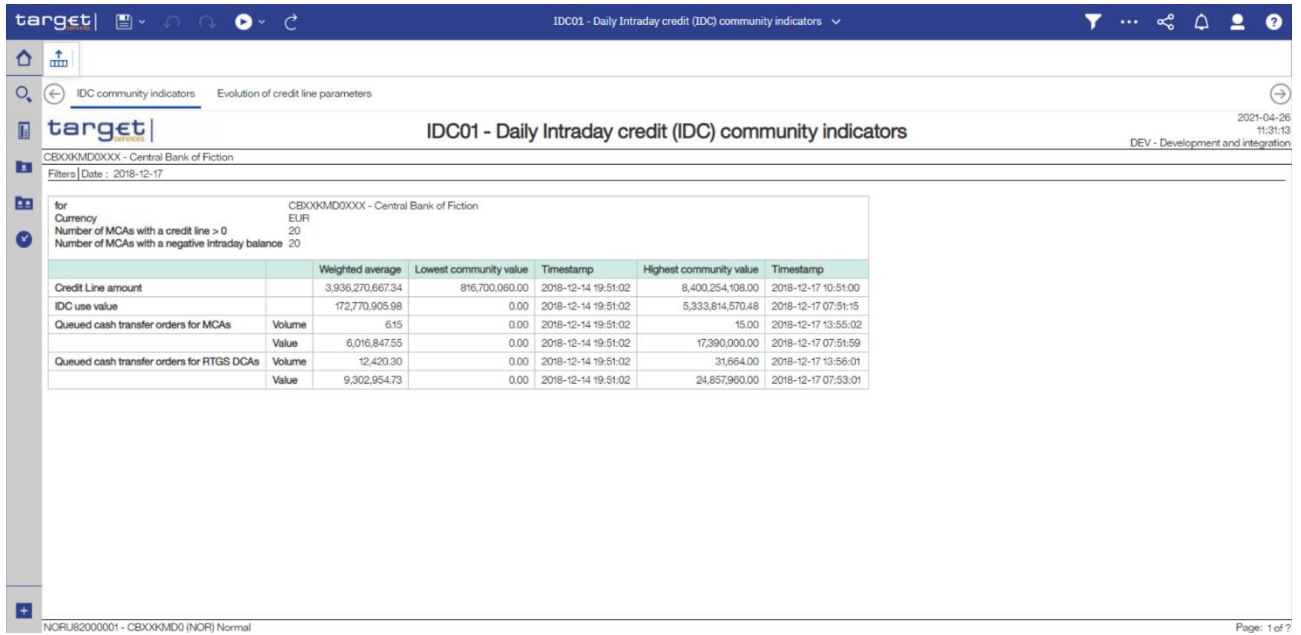 target| services IDC01 - Daily Intraday credit (IDC) community indicators
IDC community indicators Evolution of credit line parameters
target| services IDC01 - Daily Intraday credit (IDC) community indicators 2021-04-26
11:31:13
DEV - Development and integration
CBXXKMD0XXX - Central Bank of Fiction
Filters | Date : 2018-12-17
for CBXXKMD0XXX - Central Bank of Fiction
Currency EUR
Number of MCAs with a credit line > 0 20
Number of MCAs with a negative Intraday balance 20
Weighted average Lowest community value Timestamp Highest community value Timestamp
Credit Line amount 3,936,270,667.34 816,700,060.00 2018-12-14 19:51:02 8,400,254,108.00 2018-12-17 10:51:00
IDC use value 172,770,905.98 0.00 2018-12-14 19:51:02 5,333,814,570.48 2018-12-17 07:51:15
Queued cash transfer orders for MCAs Volume 6.15 0.00 2018-12-14 19:51:02 15.00 2018-12-17 13:55:02
Value 6,016,847.55 0.00 2018-12-14 19:51:02 17,390,000.00 2018-12-17 07:51:59
Queued cash transfer orders for RTGS DCAs Volume 12,420.30 0.00 2018-12-14 19:51:02 31,664.00 2018-12-17 13:56:01
Value 9,302,954.73 0.00 2018-12-14 19:51:02 24,857,960.00 2018-12-17 07:53:01
NORU82000001 - CBXXKMD0 (NOR) Normal Page: 1 of ?